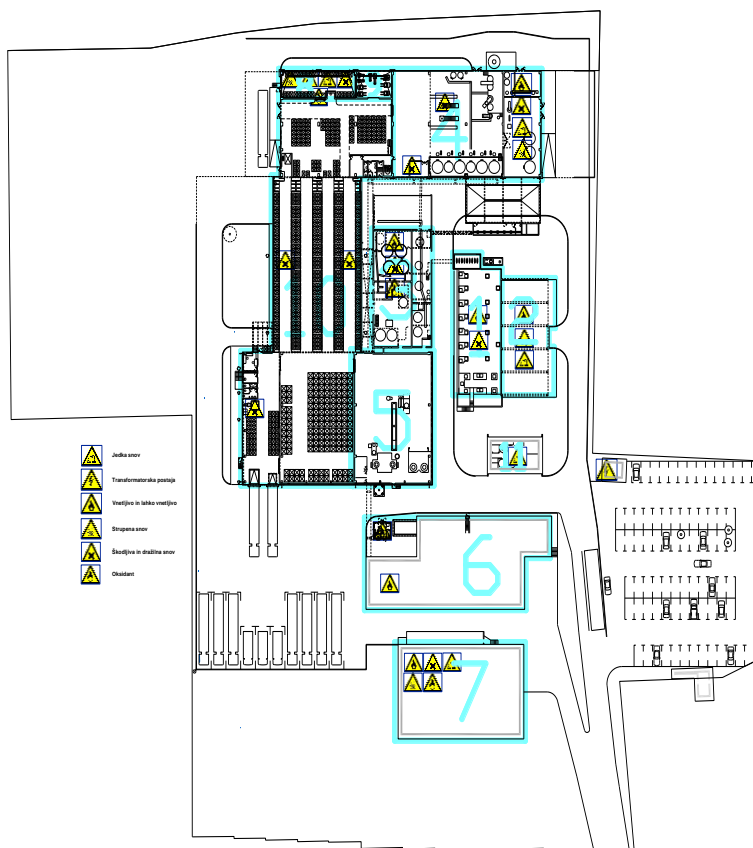 4
10
3
1
2
5
Jedka snov
Transformatorska postaja
Vnetljivo in lahko vnetljivo
Strupena snov
Škodljiva in dražilna snov
Oksidant
6
7